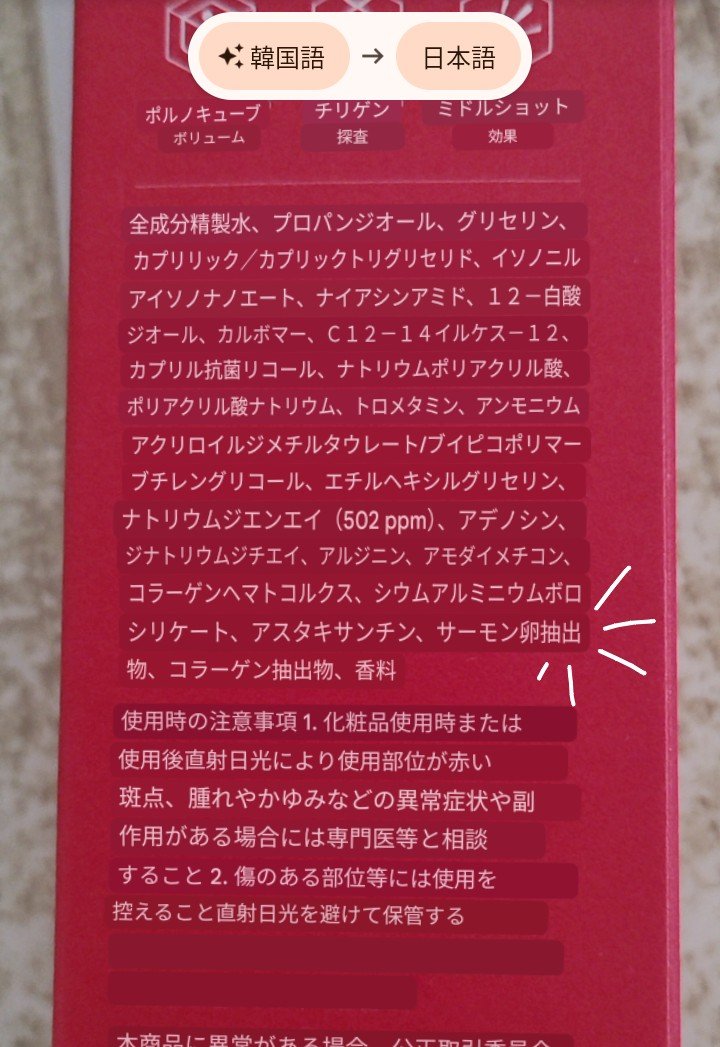 韓国語 → 日本語
ポルノキューブ チリゲン ミドルショット
ボリューム 探査 効果
全成分精製水、プロパンジオール、グリセリン、
カプリリック／カプリックトリグリセリド、イソノニル
アイソノナノエート、ナイアシンアミド、１２－白酸
ジオール、カルボマー、Ｃ１２－１４イルケス－１２、
カプリル抗菌リコール、ナトリウムポリアクリル酸、
ポリアクリル酸ナトリウム、トロメタミン、アンモニウム
アクリロイルジメチルタウレート/ブイピコポリマー
ブチレングリコール、エチルヘキシルグリセリン、
ナトリウムジエンエイ（502 ppm）、アデノシン、
ジナトリウムジチエイ、アルジニン、アモダイメチコン、
コラーゲンヘマトコルクス、シウムアルミニウムボロ
シリケート、アスタキサンチン、サーモン卵抽出
物、コラーゲン抽出物、香料
使用時の注意事項 1. 化粧品使用時または
使用後直射日光により使用部位が赤い
斑点、腫れやかゆみなどの異常症状や副
作用がある場合には専門医等と相談
すること 2. 傷のある部位等には使用を
控えること直射日光を避けて保管する
本商品に異常がある場合、公正取引委員会